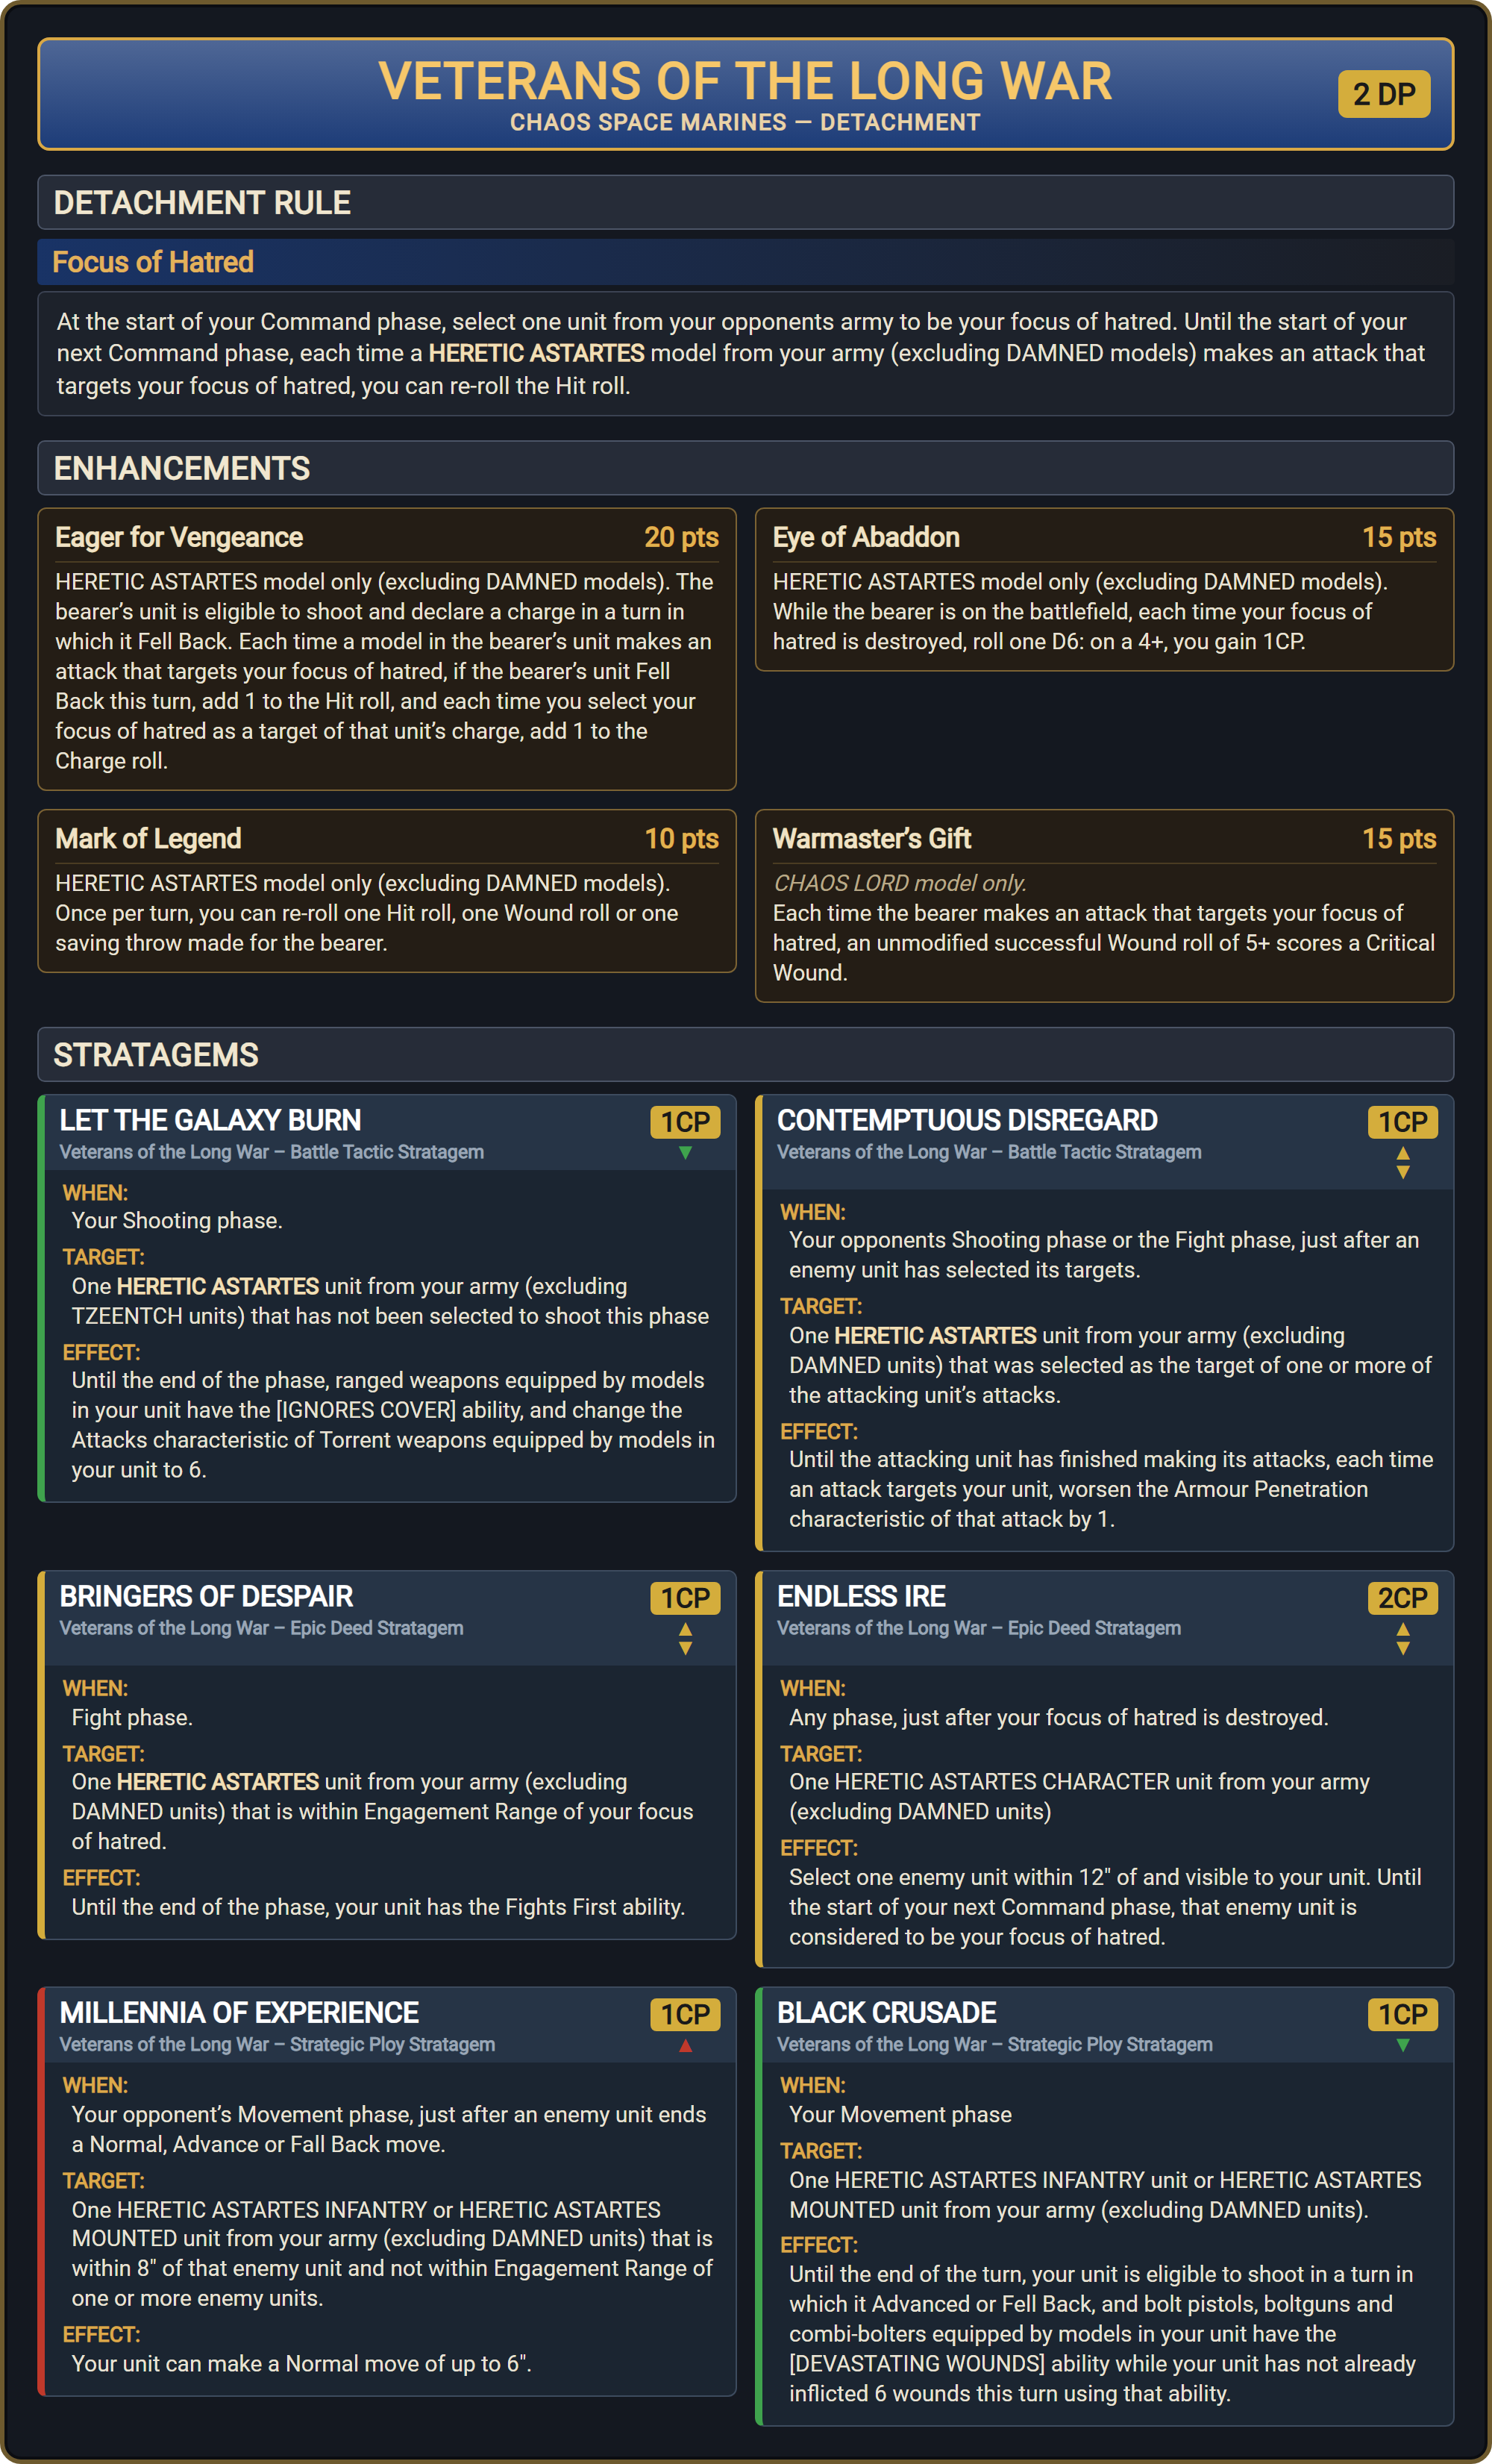 VETERANS OF THE LONG WAR
CHAOS SPACE MARINES — DETACHMENT
2 DP
DETACHMENT RULE
Focus of Hatred
At the start of your Command phase, select one unit from your opponents army to be your focus of hatred. Until the start of your
next Command phase, each time a HERETIC ASTARTES model from your army (excluding DAMNED models) makes an attack that
targets your focus of hatred, you can re-roll the Hit roll.
ENHANCEMENTS
Eager for Vengeance 20 pts
HERETIC ASTARTES model only (excluding DAMNED models). The
bearer’s unit is eligible to shoot and declare a charge in a turn in
which it Fell Back. Each time a model in the bearer’s unit makes an
attack that targets your focus of hatred, if the bearer’s unit Fell
Back this turn, add 1 to the Hit roll, and each time you select your
focus of hatred as a target of that unit’s charge, add 1 to the
Charge roll.
Eye of Abaddon 15 pts
HERETIC ASTARTES model only (excluding DAMNED models).
While the bearer is on the battlefield, each time your focus of
hatred is destroyed, roll one D6: on a 4+, you gain 1CP.
Mark of Legend 10 pts
HERETIC ASTARTES model only (excluding DAMNED models).
Once per turn, you can re-roll one Hit roll, one Wound roll or one
saving throw made for the bearer.
Warmaster’s Gift 15 pts
CHAOS LORD model only.
Each time the bearer makes an attack that targets your focus of
hatred, an unmodified successful Wound roll of 5+ scores a Critical
Wound.
STRATAGEMS
LET THE GALAXY BURN 1CP
Veterans of the Long War – Battle Tactic Stratagem ▼
WHEN:
Your Shooting phase.
TARGET:
One HERETIC ASTARTES unit from your army (excluding
TZEENTCH units) that has not been selected to shoot this phase
EFFECT:
Until the end of the phase, ranged weapons equipped by models
in your unit have the [IGNORES COVER] ability, and change the
Attacks characteristic of Torrent weapons equipped by models in
your unit to 6.
CONTEMPTUOUS DISREGARD 1CP
Veterans of the Long War – Battle Tactic Stratagem ▲
▼
WHEN:
Your opponents Shooting phase or the Fight phase, just after an
enemy unit has selected its targets.
TARGET:
One HERETIC ASTARTES unit from your army (excluding
DAMNED units) that was selected as the target of one or more of
the attacking unit’s attacks.
EFFECT:
Until the attacking unit has finished making its attacks, each time
an attack targets your unit, worsen the Armour Penetration
characteristic of that attack by 1.
BRINGERS OF DESPAIR 1CP
Veterans of the Long War – Epic Deed Stratagem ▲
▼
WHEN:
Fight phase.
TARGET:
One HERETIC ASTARTES unit from your army (excluding
DAMNED units) that is within Engagement Range of your focus
of hatred.
EFFECT:
Until the end of the phase, your unit has the Fights First ability.
ENDLESS IRE 2CP
Veterans of the Long War – Epic Deed Stratagem ▲
▼
WHEN:
Any phase, just after your focus of hatred is destroyed.
TARGET:
One HERETIC ASTARTES CHARACTER unit from your army
(excluding DAMNED units)
EFFECT:
Select one enemy unit within 12" of and visible to your unit. Until
the start of your next Command phase, that enemy unit is
considered to be your focus of hatred.
MILLENNIA OF EXPERIENCE 1CP
Veterans of the Long War – Strategic Ploy Stratagem ▲
WHEN:
Your opponent’s Movement phase, just after an enemy unit ends
a Normal, Advance or Fall Back move.
TARGET:
One HERETIC ASTARTES INFANTRY or HERETIC ASTARTES
MOUNTED unit from your army (excluding DAMNED units) that is
within 8" of that enemy unit and not within Engagement Range of
one or more enemy units.
EFFECT:
Your unit can make a Normal move of up to 6".
BLACK CRUSADE 1CP
Veterans of the Long War – Strategic Ploy Stratagem ▼
WHEN:
Your Movement phase
TARGET:
One HERETIC ASTARTES INFANTRY unit or HERETIC ASTARTES
MOUNTED unit from your army (excluding DAMNED units).
EFFECT:
Until the end of the turn, your unit is eligible to shoot in a turn in
which it Advanced or Fell Back, and bolt pistols, boltguns and
combi-bolters equipped by models in your unit have the
[DEVASTATING WOUNDS] ability while your unit has not already
inflicted 6 wounds this turn using that ability.